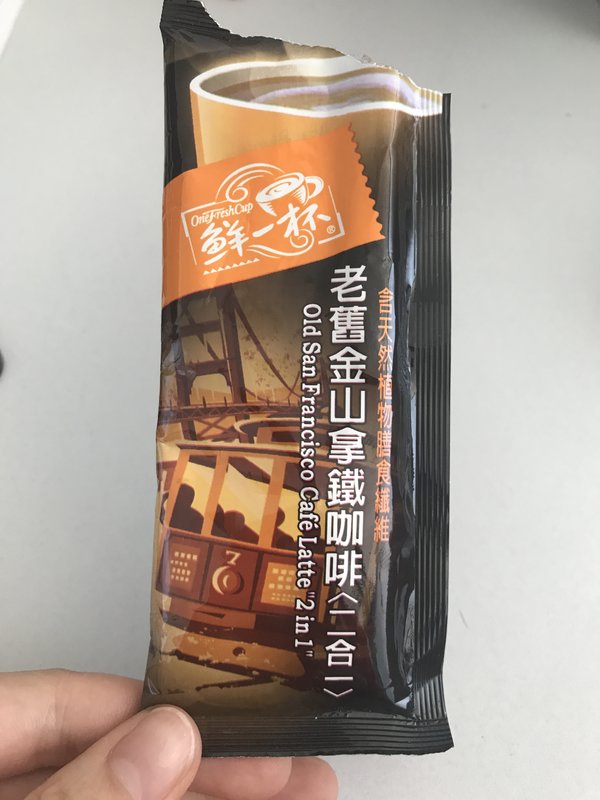 OneFreshCup
鮮一杯
®
老舊金山拿鐵咖啡〈二合一〉
Old San Francisco Café Latte "2 in 1"
含天然植物膳食纖維
7